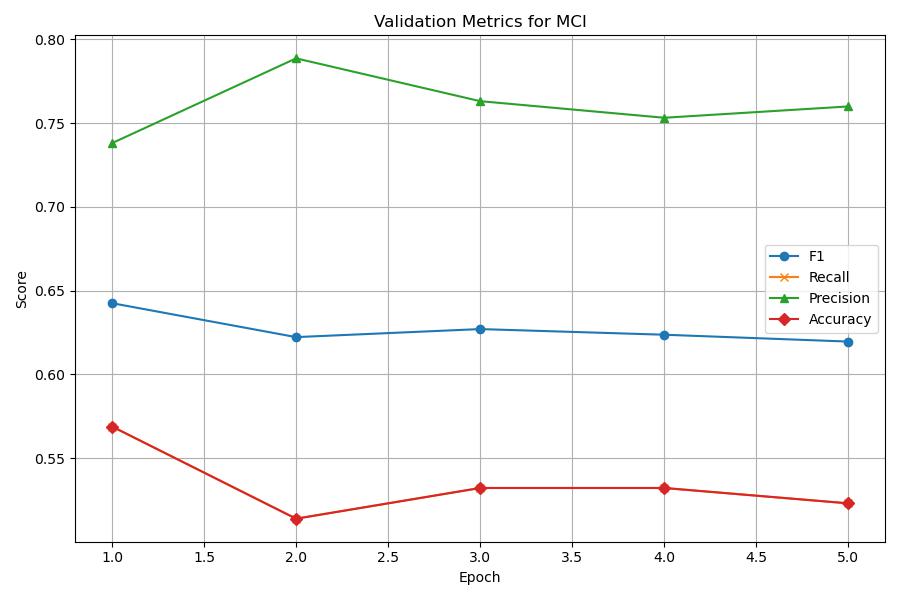 Validation Metrics for MCI
0.80
0.75
0.70
0.65
0.60
0.55
Score
F1
Recall
Precision
Accuracy
1.0 1.5 2.0 2.5 3.0 3.5 4.0 4.5 5.0
Epoch